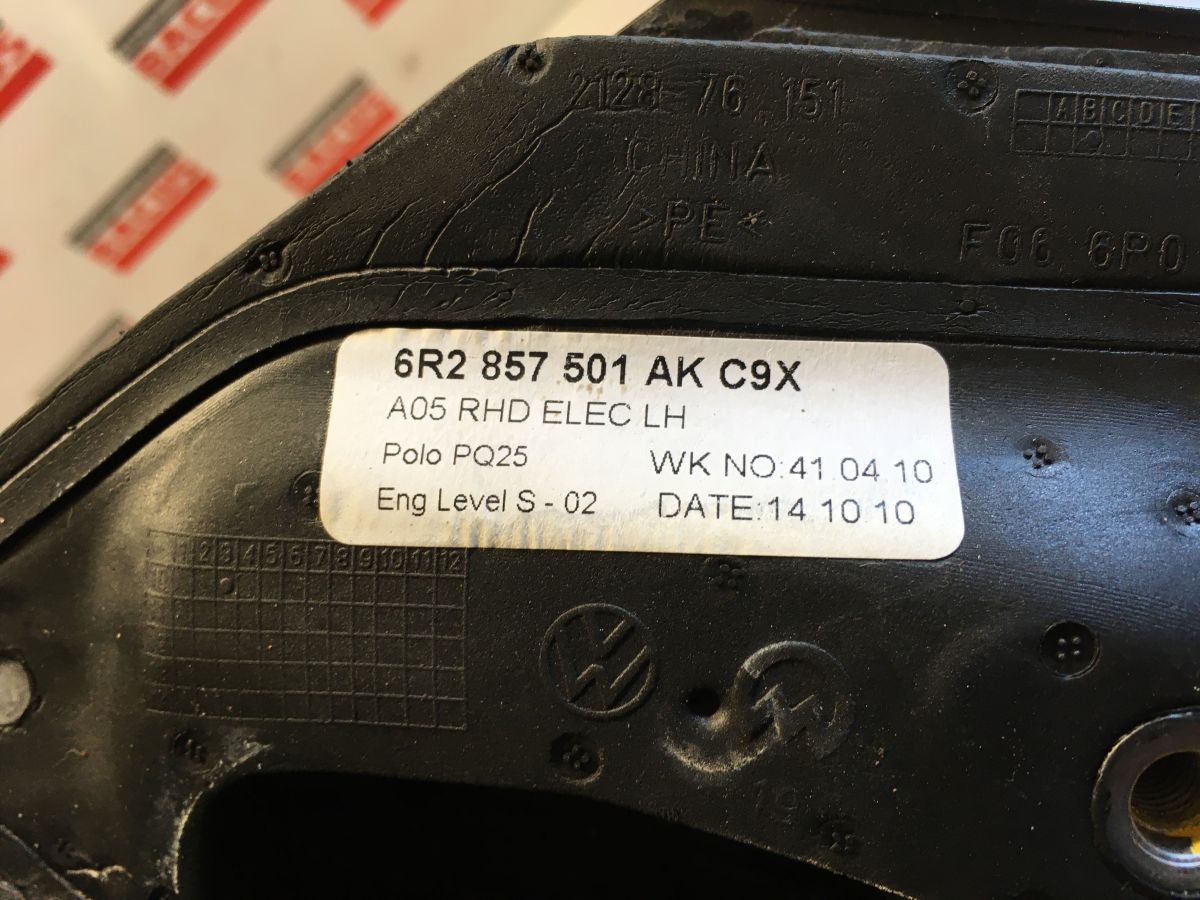 2128 76 151
CHINA
>PE<
A B C D E
F06 6P0
6R2 857 501 AK C9X
A05 RHD ELEC LH
Polo PQ25
WK NO:41 04 10
Eng Level S - 02
DATE:14 10 10
1 2 3 4 5 6 7 8 9 10 11 12